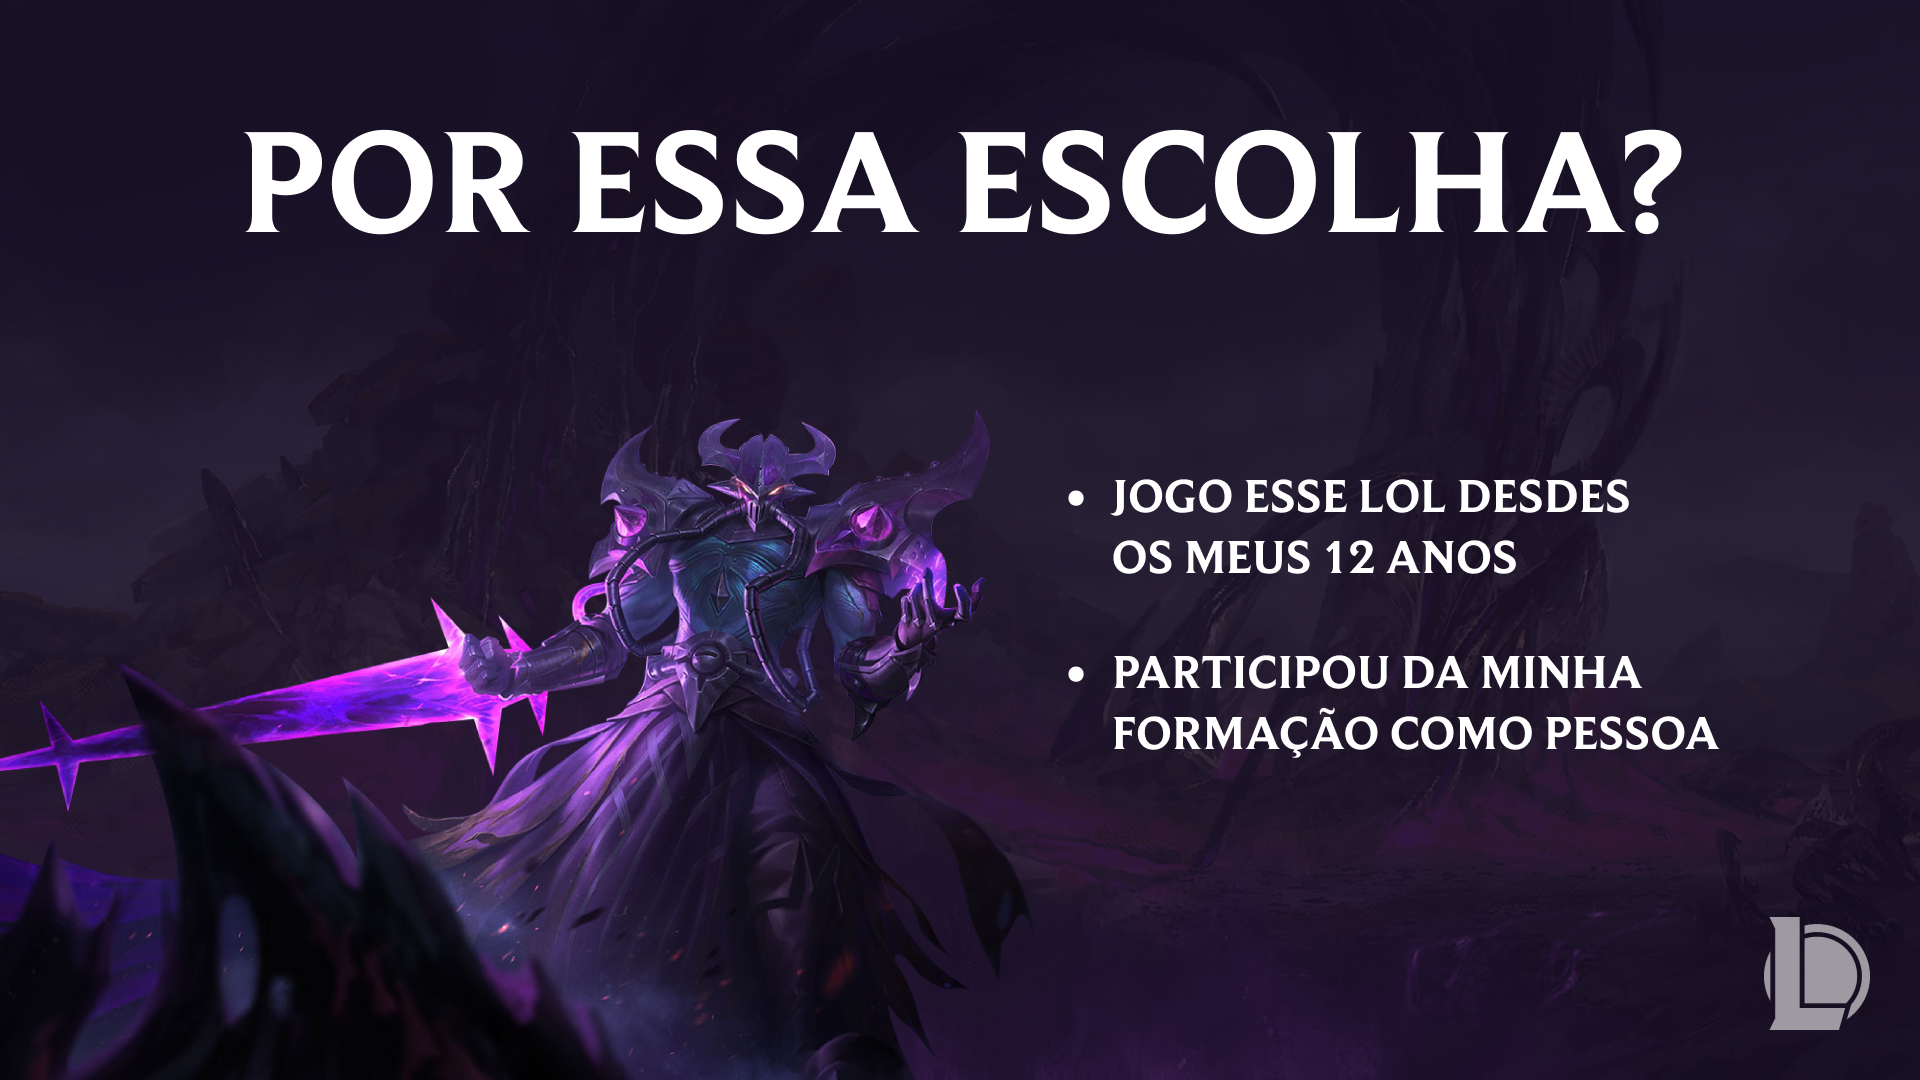 POR ESSA ESCOLHA?
• JOGO ESSE LOL DESDES
OS MEUS 12 ANOS
• PARTICIPOU DA MINHA
FORMAÇÃO COMO PESSOA